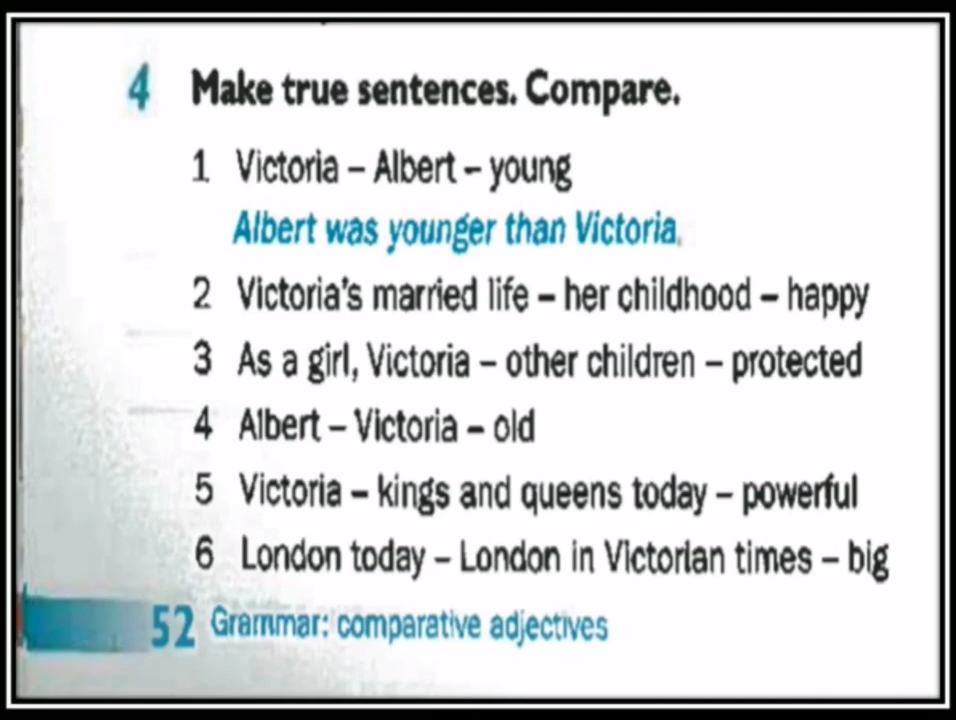 4 Make true sentences. Compare.
1 Victoria – Albert – young
Albert was younger than Victoria.
2 Victoria's married life – her childhood – happy
3 As a girl, Victoria – other children – protected
4 Albert – Victoria – old
5 Victoria – kings and queens today – powerful
6 London today – London in Victorian times – big
52 Grammar: comparative adjectives